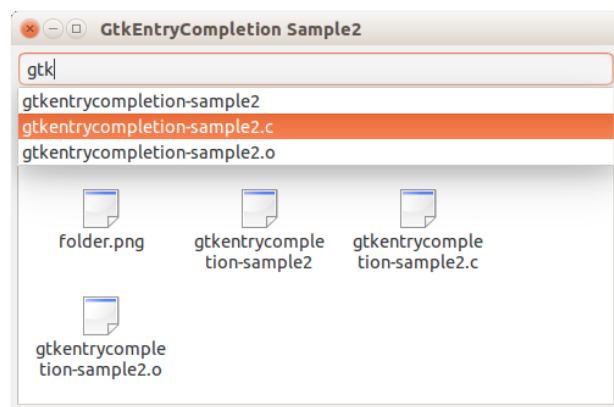 GtkEntryCompletion Sample2
gtk
gtkentrycompletion-sample2
gtkentrycompletion-sample2.c
gtkentrycompletion-sample2.o
folder.png
gtkentrycomple
tion-sample2
gtkentrycomple
tion-sample2.c
gtkentrycomple
tion-sample2.o